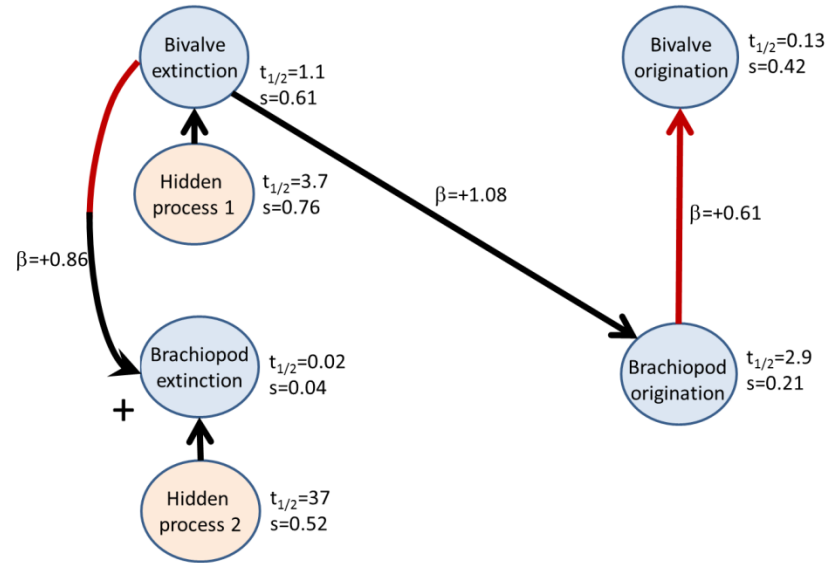 Bivalve
extinction
t1/2=1.1
s=0.61
Bivalve
origination
t1/2=0.13
s=0.42
Hidden
process 1
t1/2=3.7
s=0.76
β=+1.08
β=+0.61
β=+0.86
Brachiopod
extinction
t1/2=0.02
s=0.04
+
Brachiopod
origination
t1/2=2.9
s=0.21
Hidden
process 2
t1/2=37
s=0.52